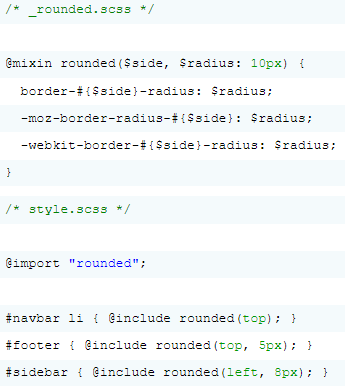 /* _rounded.scss */
@mixin rounded($side, $radius: 10px) {
border-#{$side}-radius: $radius;
-moz-border-radius-#{$side}: $radius;
-webkit-border-#{$side}-radius: $radius;
}
/* style.scss */
@import "rounded";
#navbar li { @include rounded(top); }
#footer { @include rounded(top, 5px); }
#sidebar { @include rounded(left, 8px); }